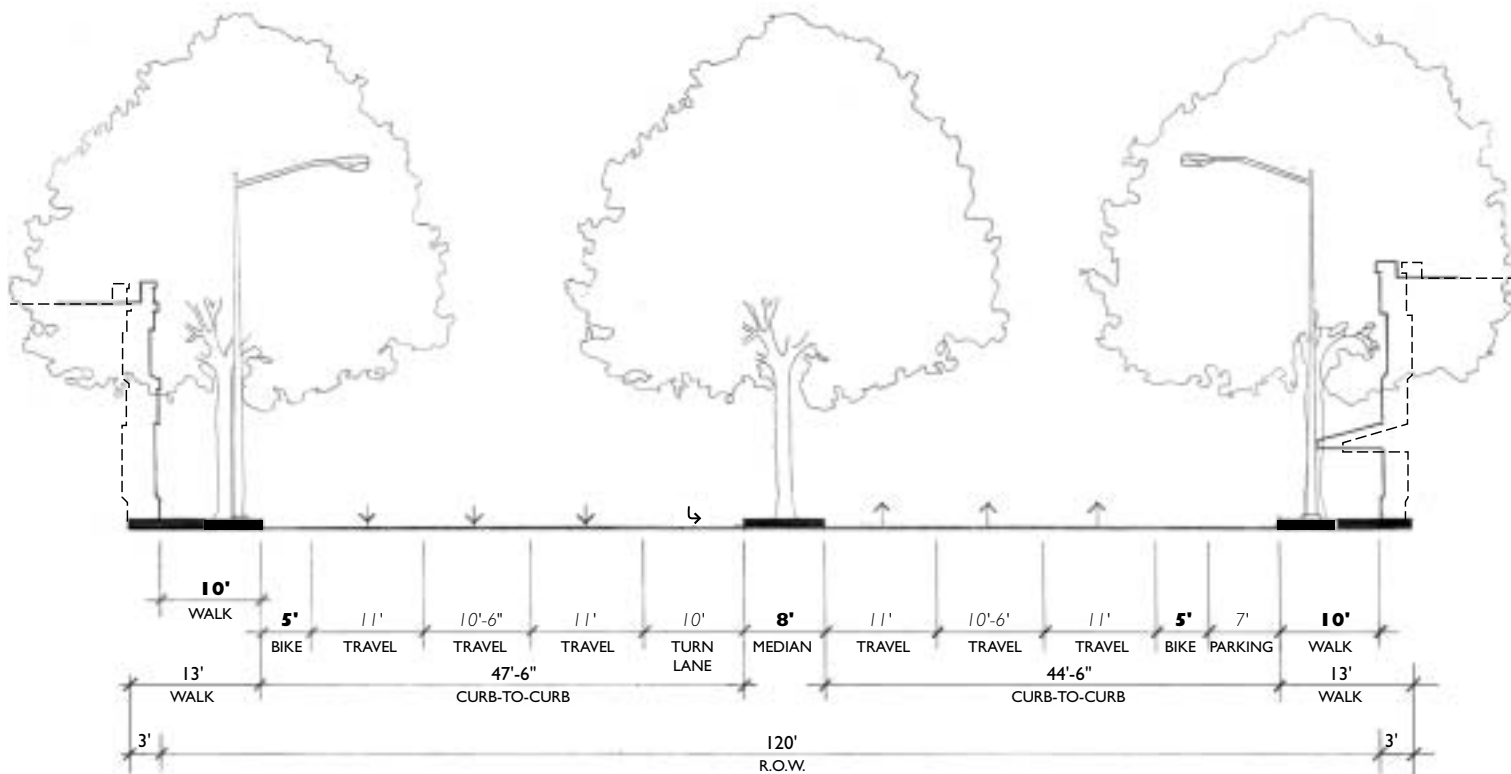 10'
WALK
5' 11' 10'-6" 11' 10' 8' 11' 10'-6' 11' 5' 7' 10'
BIKE TRAVEL TRAVEL TRAVEL TURN LANE MEDIAN TRAVEL TRAVEL TRAVEL BIKE PARKING WALK
13' 47'-6" 44'-6" 13'
WALK CURB-TO-CURB CURB-TO-CURB WALK
3' 120' 3'
R.O.W.